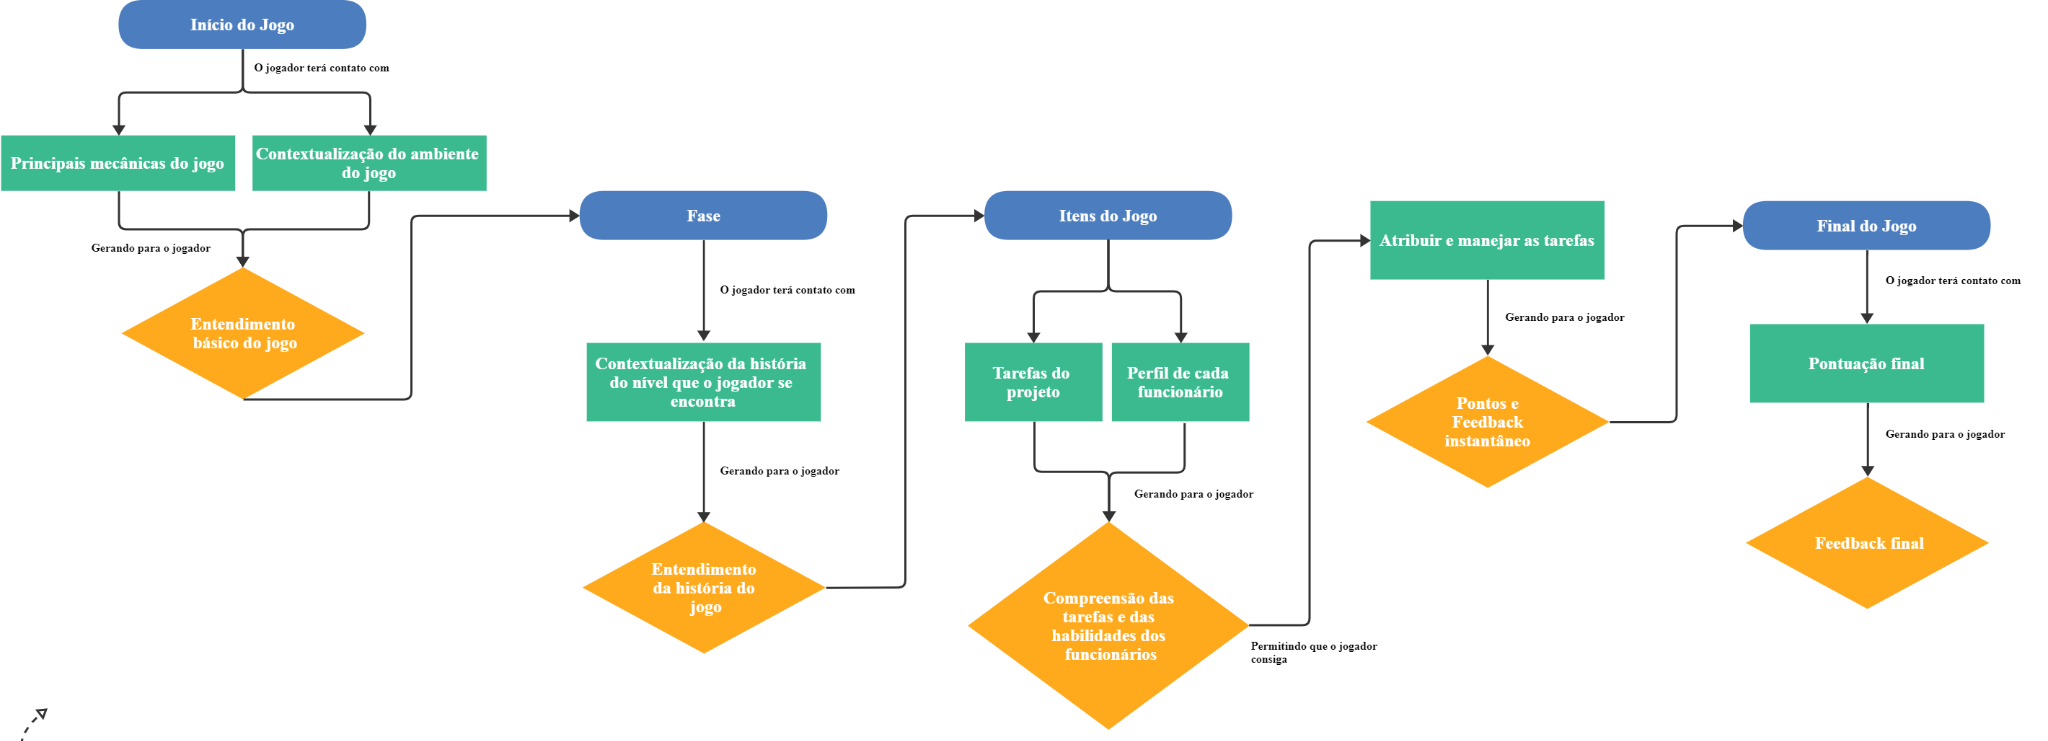 Início do Jogo
O jogador terá contato com
Principais mecânicas do jogo
Contextualização do ambiente
do jogo
Gerando para o jogador
Entendimento
básico do jogo
Fase
O jogador terá contato com
Contextualização da história
do nível que o jogador se
encontra
Gerando para o jogador
Entendimento
da história do
jogo
Itens do Jogo
Tarefas do
projeto
Perfil de cada
funcionário
Gerando para o jogador
Compreensão das
tarefas e das
habilidades dos
funcionários
Permitindo que o jogador
consiga
Atribuir e manejar as tarefas
Gerando para o jogador
Pontos e
Feedback
instantâneo
Final do Jogo
O jogador terá contato com
Pontuação final
Gerando para o jogador
Feedback final